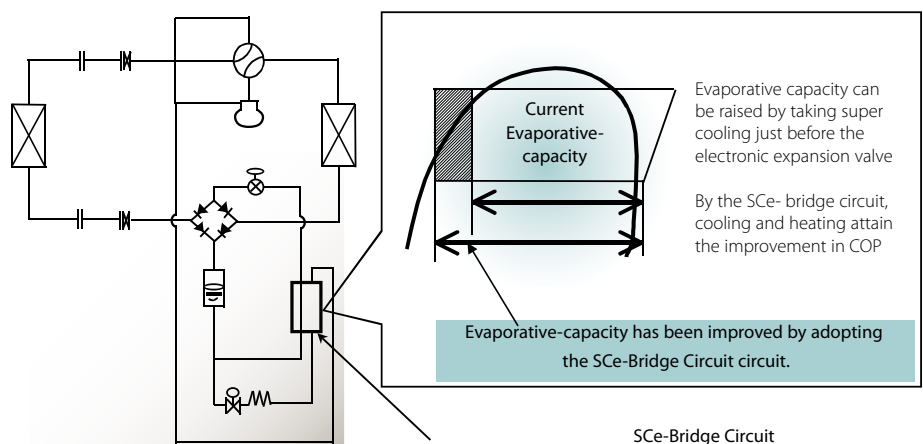 Current
Evaporative-
capacity
Evaporative capacity can
be raised by taking super
cooling just before the
electronic expansion valve
By the SCe- bridge circuit,
cooling and heating attain
the improvement in COP
Evaporative-capacity has been improved by adopting
the SCe-Bridge Circuit circuit.
SCe-Bridge Circuit